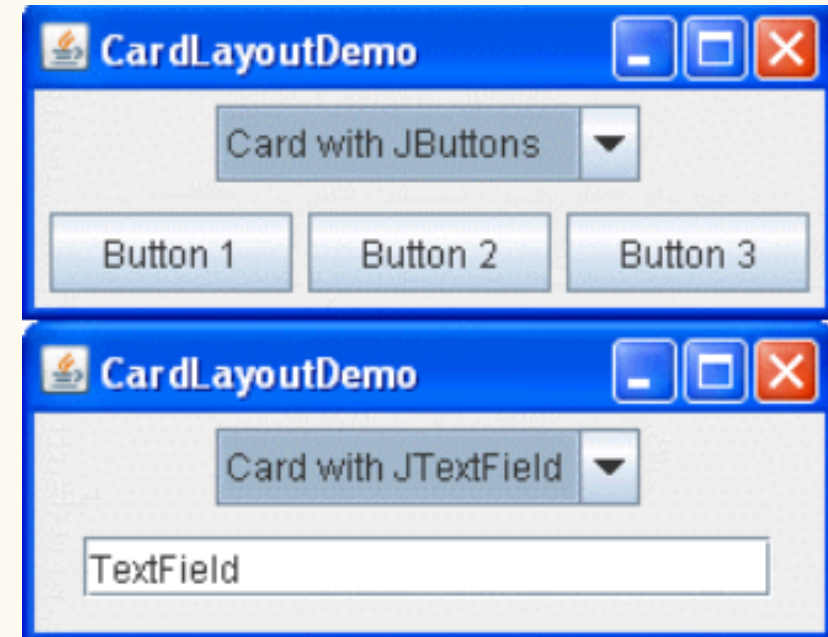 CardLayoutDemo
Card with JButtons
Button 1 Button 2 Button 3
CardLayoutDemo
Card with JTextField
TextField